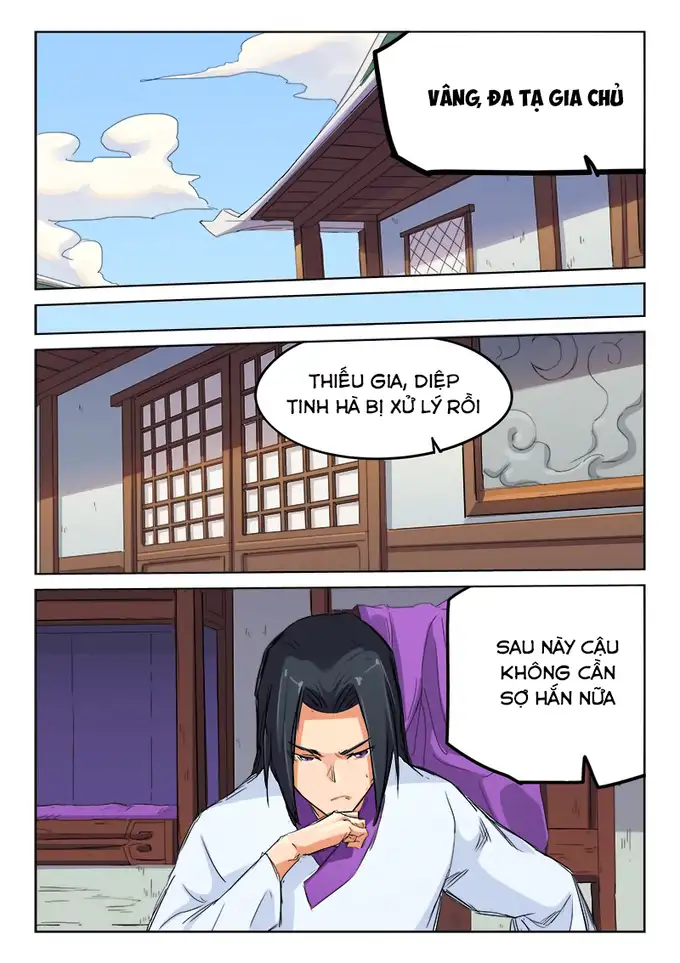 VÂNG, ĐA TẠ GIA CHỦ
THIẾU GIA, DIỆP
TINH HÀ BỊ XỬ LÝ RỒI
SAU NÀY CẬU
KHÔNG CẦN
SỢ HẮN NỮA